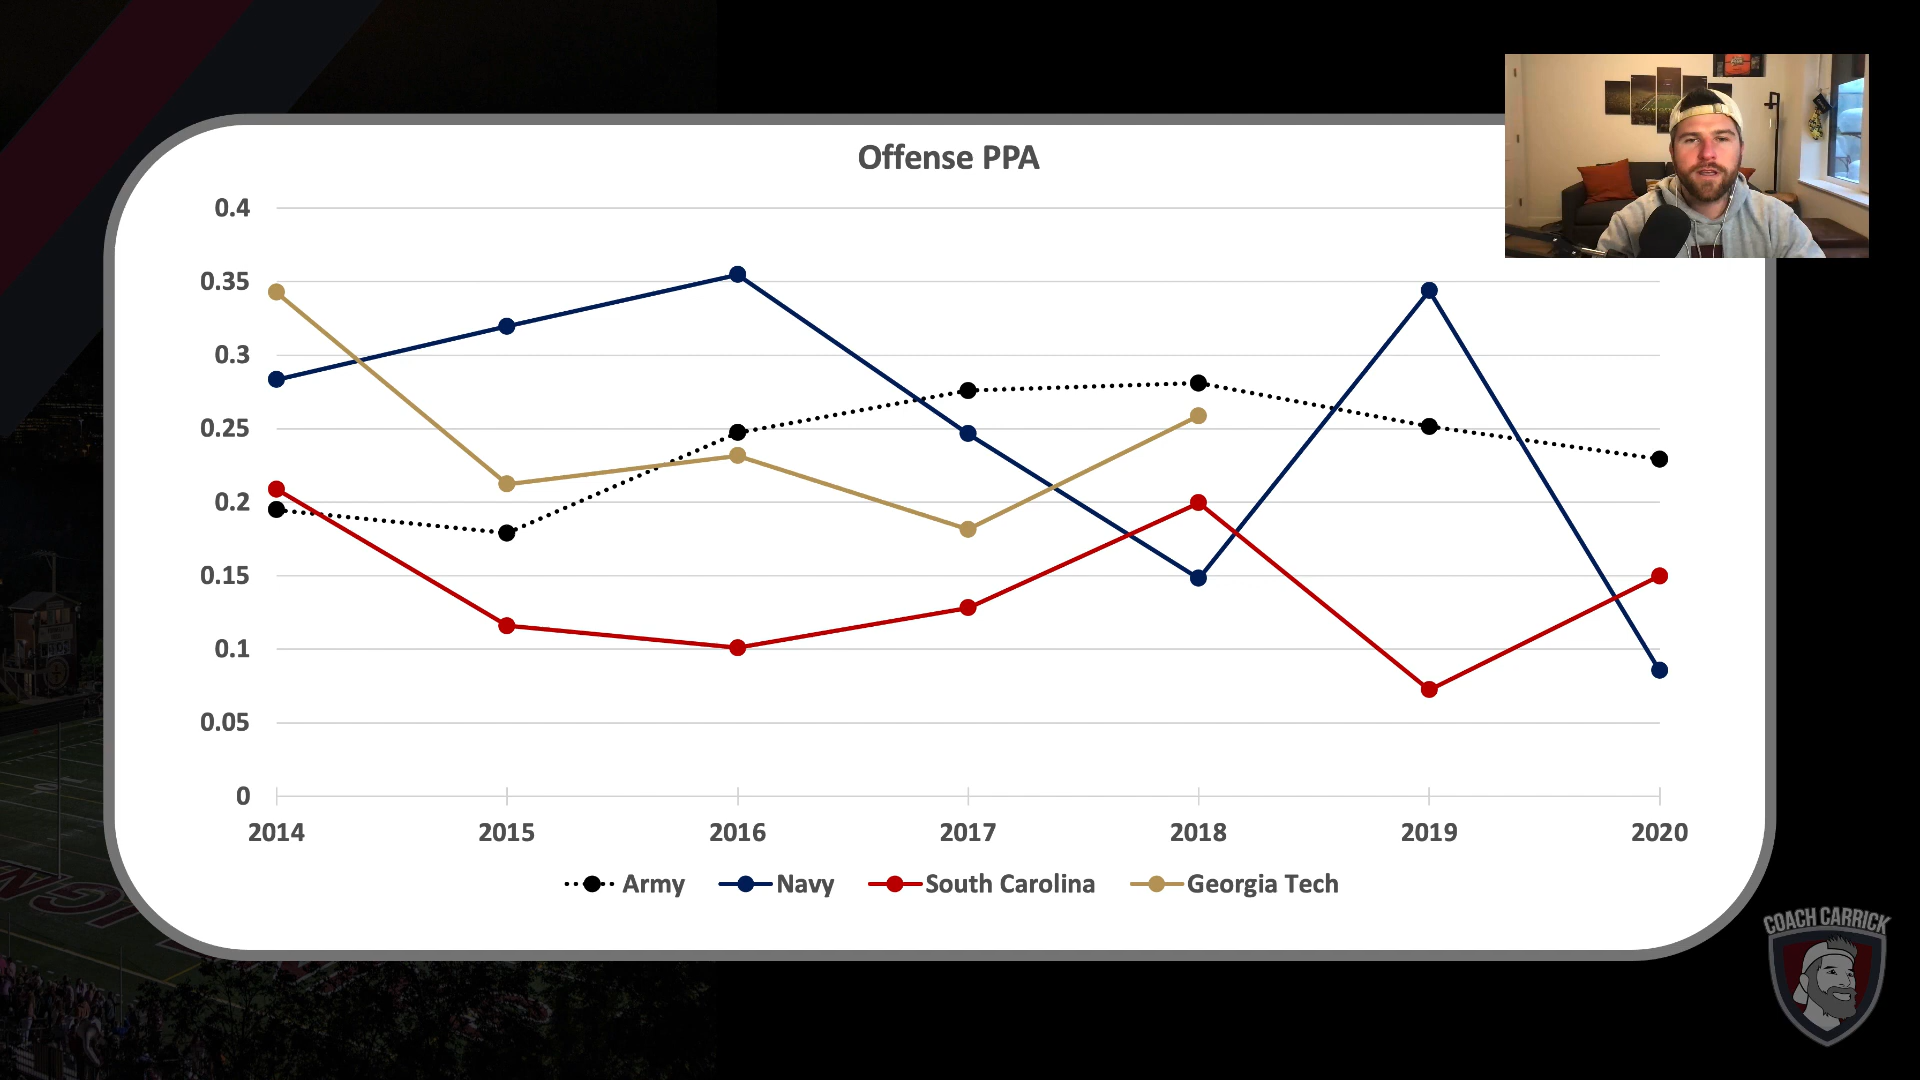 Offense PPA
0.4
0.35
0.3
0.25
0.2
0.15
0.1
0.05
0
2014 2015 2016 2017 2018 2019 2020
Army Navy South Carolina Georgia Tech
COACH CARRICK